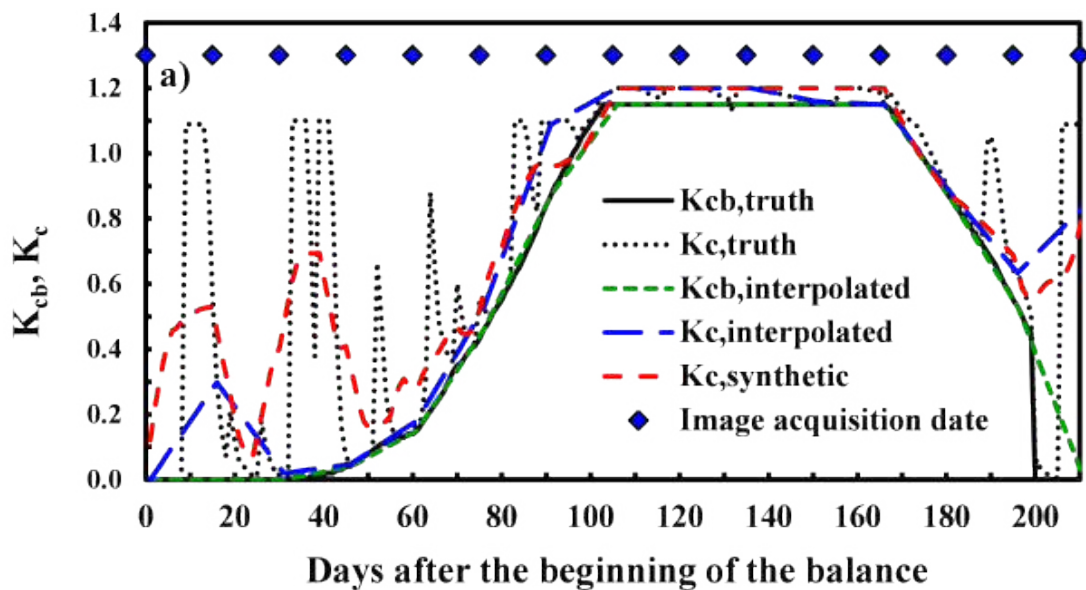 1.4
a)
1.2
1.0
0.8
0.6
0.4
0.2
0.0
Kcb, Kc
Kcb,truth
Kc,truth
Kcb,interpolated
Kc,interpolated
Kc,synthetic
Image acquisition date
0 20 40 60 80 100 120 140 160 180 200
Days after the beginning of the balance